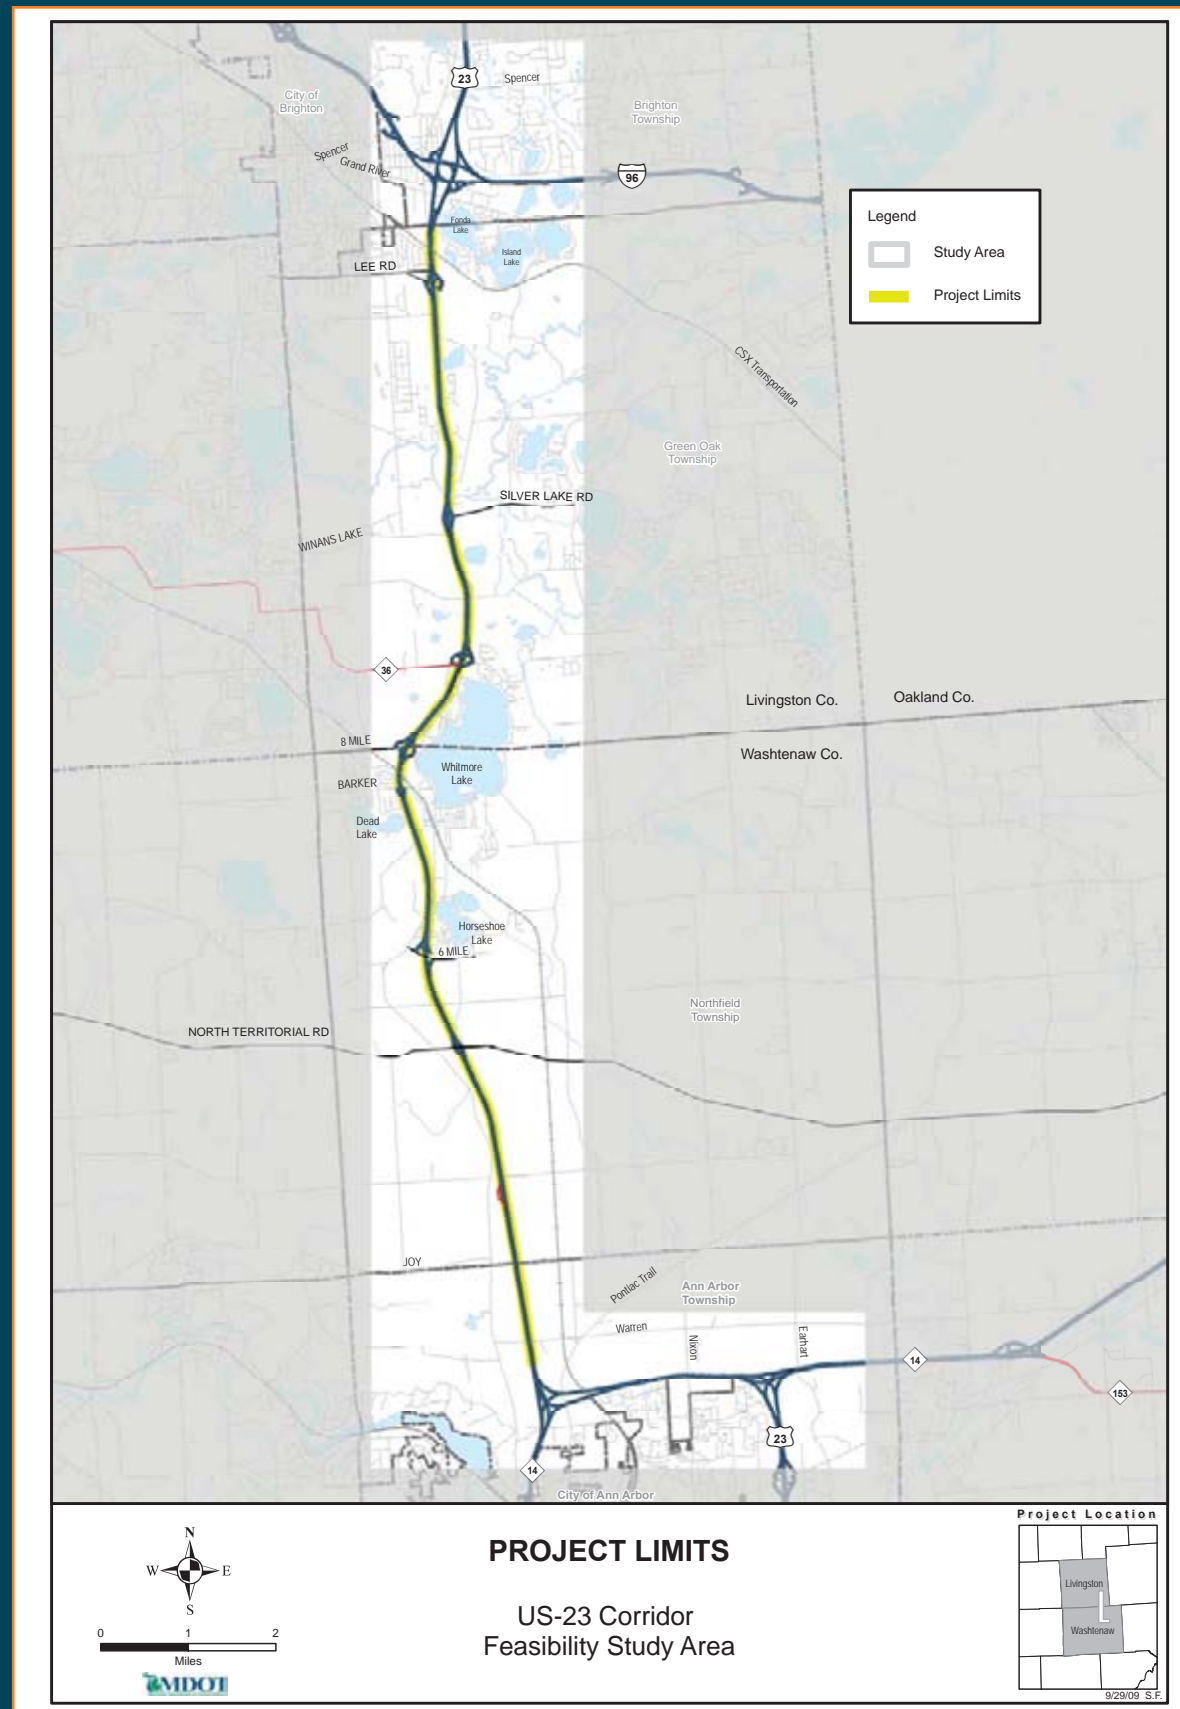 23
Spencer
City of
Brighton
Brighton
Township
Spencer
Grand River
96
Legend
Study Area
Project Limits
Fonda
Lake
Island
Lake
LEE RD
CSX Transportation
Green Oak
Township
SILVER LAKE RD
WINANS LAKE
36
Livingston Co.
Oakland Co.
8 MILE
Washtenaw Co.
Whitmore
Lake
BARKER
Dead
Lake
Horseshoe
Lake
6 MILE
Northfield
Township
NORTH TERRITORIAL RD
JOY
Pontiac Trail
Ann Arbor
Township
Warren
Nixon
Earhart
14
153
23
14
City of Ann Arbor
N
W
E
S
0 1 2
Miles
MDOT
PROJECT LIMITS
US-23 Corridor
Feasibility Study Area
Project Location
Livingston
Washtenaw
9/29/09 S.F.